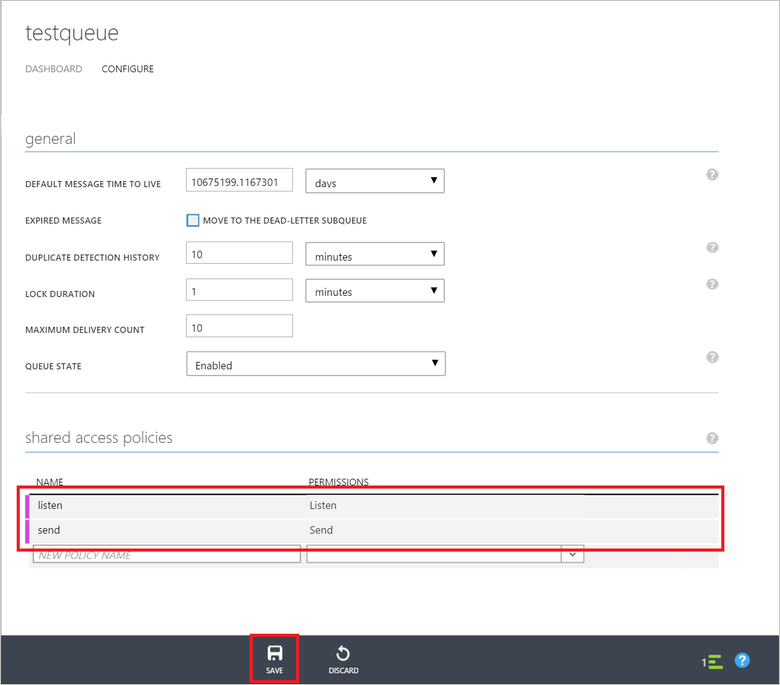 testqueue
DASHBOARD CONFIGURE
general
DEFAULT MESSAGE TIME TO LIVE 10675199.1167301 days ?
EXPIRED MESSAGE MOVE TO THE DEAD-LETTER SUBQUEUE
DUPLICATE DETECTION HISTORY 10 minutes ?
LOCK DURATION 1 minutes ?
MAXIMUM DELIVERY COUNT 10
QUEUE STATE Enabled ?
shared access policies ?
NAME PERMISSIONS
listen Listen
send Send
NEW POLICY NAME
SAVE DISCARD 1 ?